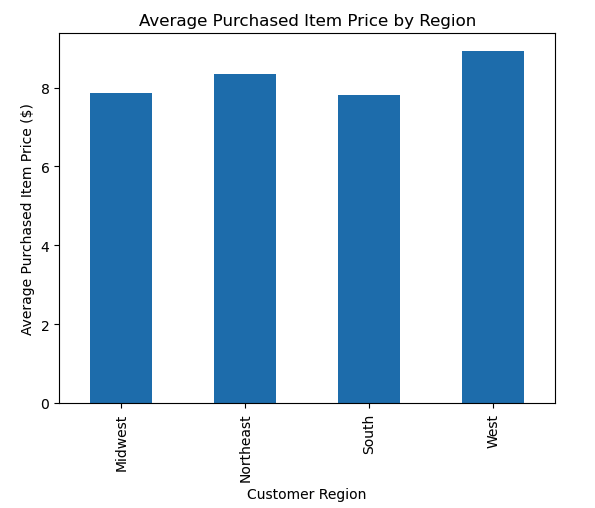 Average Purchased Item Price by Region
Average Purchased Item Price ($)
8
6
4
2
0
Midwest
Northeast
South
West
Customer Region